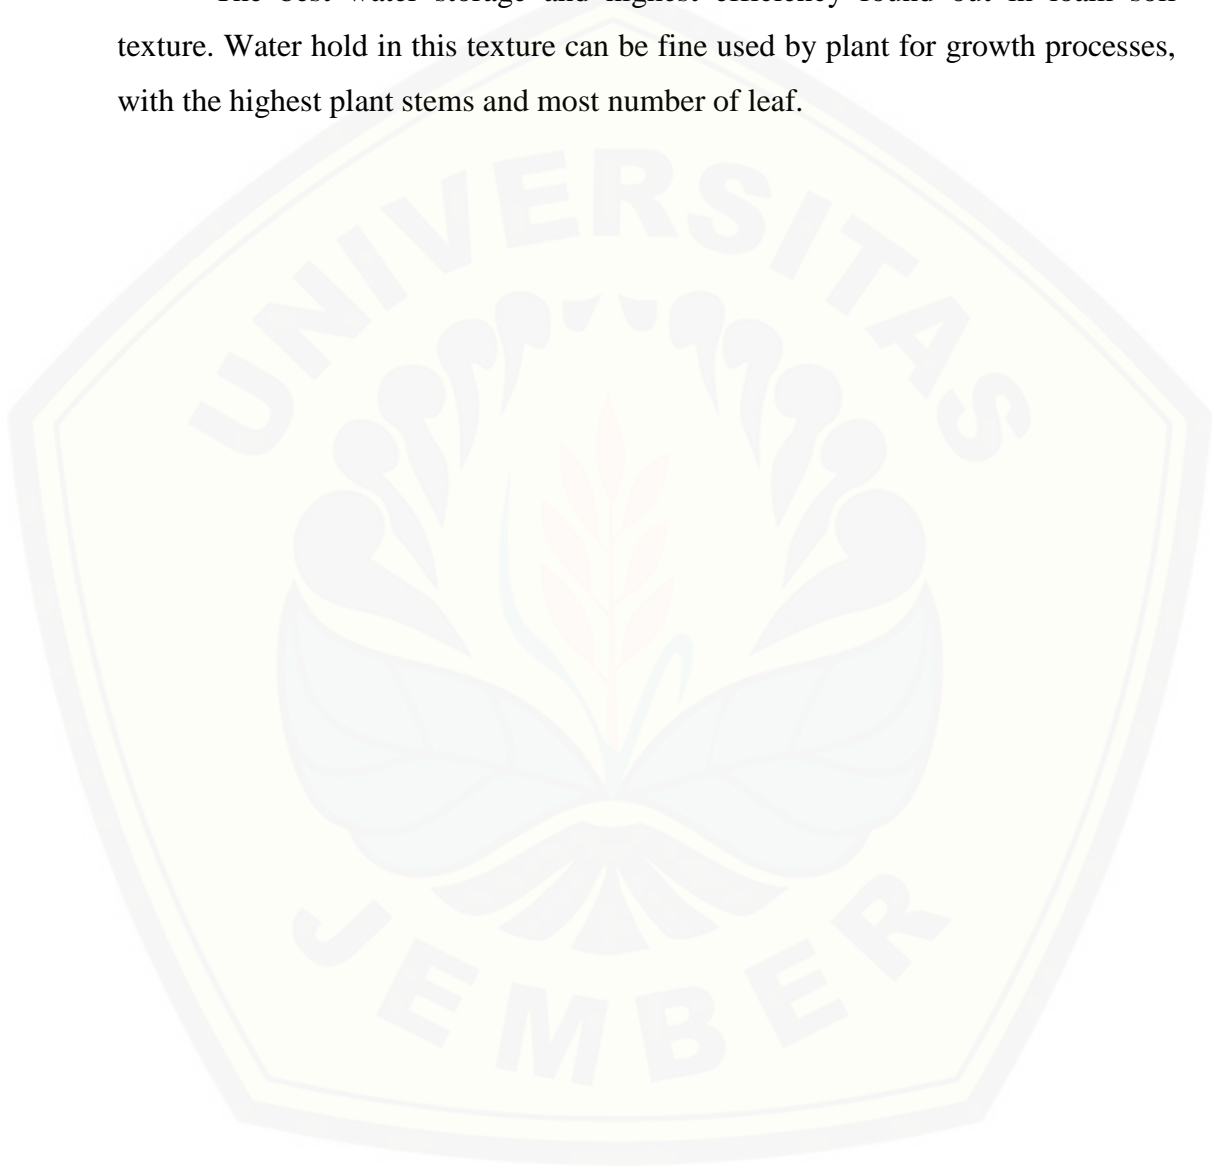 The best water storage and highest efficiency found out in loam soil
texture. Water hold in this texture can be fine used by plant for growth processes,
with the highest plant stems and most number of leaf.
UNIVERSITAS
JEMBER